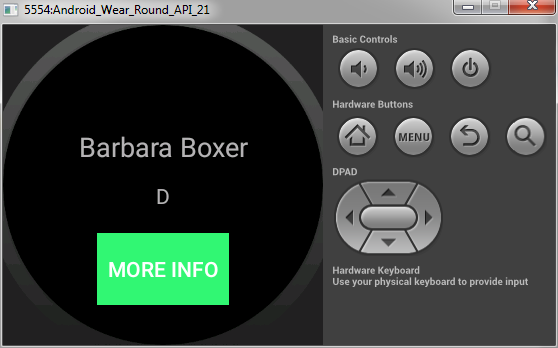 5554:Android_Wear_Round_API_21
Barbara Boxer
D
MORE INFO
Basic Controls
Hardware Buttons
MENU
DPAD
Hardware Keyboard
Use your physical keyboard to provide input